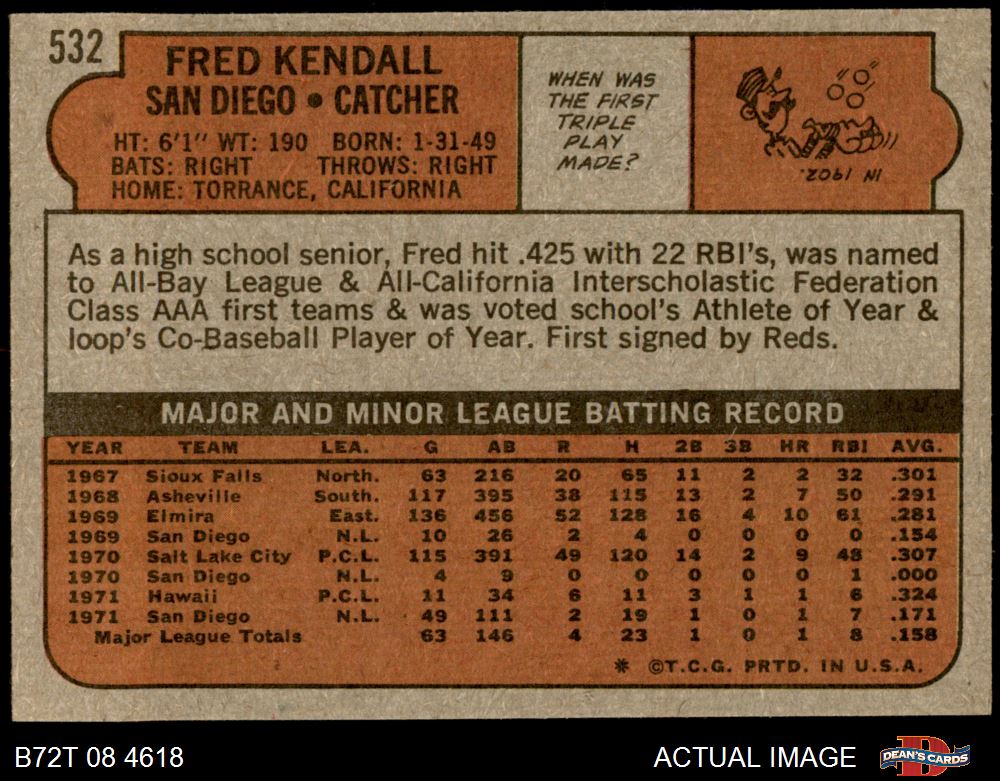 532
FRED KENDALL
SAN DIEGO • CATCHER
HT: 6'1" WT: 190 BORN: 1-31-49
BATS: RIGHT THROWS: RIGHT
HOME: TORRANCE, CALIFORNIA
WHEN WAS
THE FIRST
TRIPLE
PLAY
MADE?
IN 1902.
As a high school senior, Fred hit .425 with 22 RBI's, was named
to All-Bay League & All-California Interscholastic Federation
Class AAA first teams & was voted school's Athlete of Year &
loop's Co-Baseball Player of Year. First signed by Reds.
MAJOR AND MINOR LEAGUE BATTING RECORD
YEAR TEAM LEA. G AB R H 2B 3B HR RBI AVG.
1967 Sioux Falls North. 63 216 20 65 11 2 2 32 .301
1968 Asheville South. 117 395 38 115 13 2 7 50 .291
1969 Elmira East. 136 456 52 128 16 4 10 61 .281
1969 San Diego N.L. 10 26 2 4 0 0 0 0 .154
1970 Salt Lake City P.C.L. 115 391 49 120 14 2 9 48 .307
1970 San Diego N.L. 4 9 0 0 0 0 0 1 .000
1971 Hawaii P.C.L. 11 34 6 11 3 1 1 6 .324
1971 San Diego N.L. 49 111 2 19 1 0 1 7 .171
Major League Totals 63 146 4 23 1 0 1 8 .158
* ©T.C.G. PRTD. IN U.S.A.
B72T 08 4618
ACTUAL IMAGE
DEAN'S CARDS